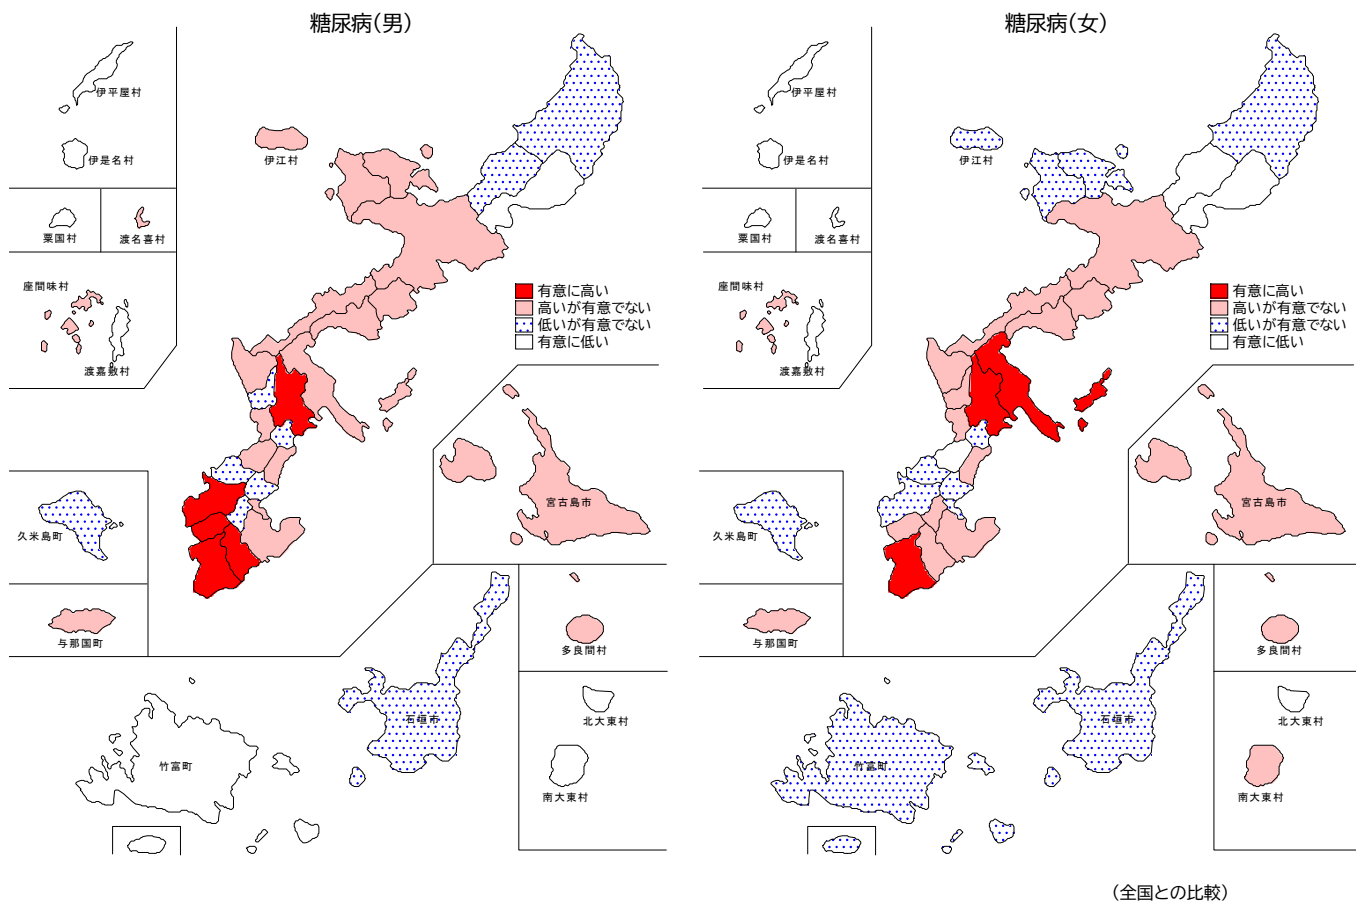 糖尿病(男)
伊平屋村
伊是名村
伊江村
粟国村
渡名喜村
座間味村
渡嘉敷村
有意に高い
高いが有意でない
低いが有意でない
有意に低い
宮古島市
久米島町
与那国町
多良間村
石垣市
北大東村
竹富町
南大東村
糖尿病(女)
伊平屋村
伊是名村
伊江村
粟国村
渡名喜村
座間味村
渡嘉敷村
有意に高い
高いが有意でない
低いが有意でない
有意に低い
宮古島市
久米島町
与那国町
多良間村
石垣市
北大東村
竹富町
南大東村
(全国との比較)